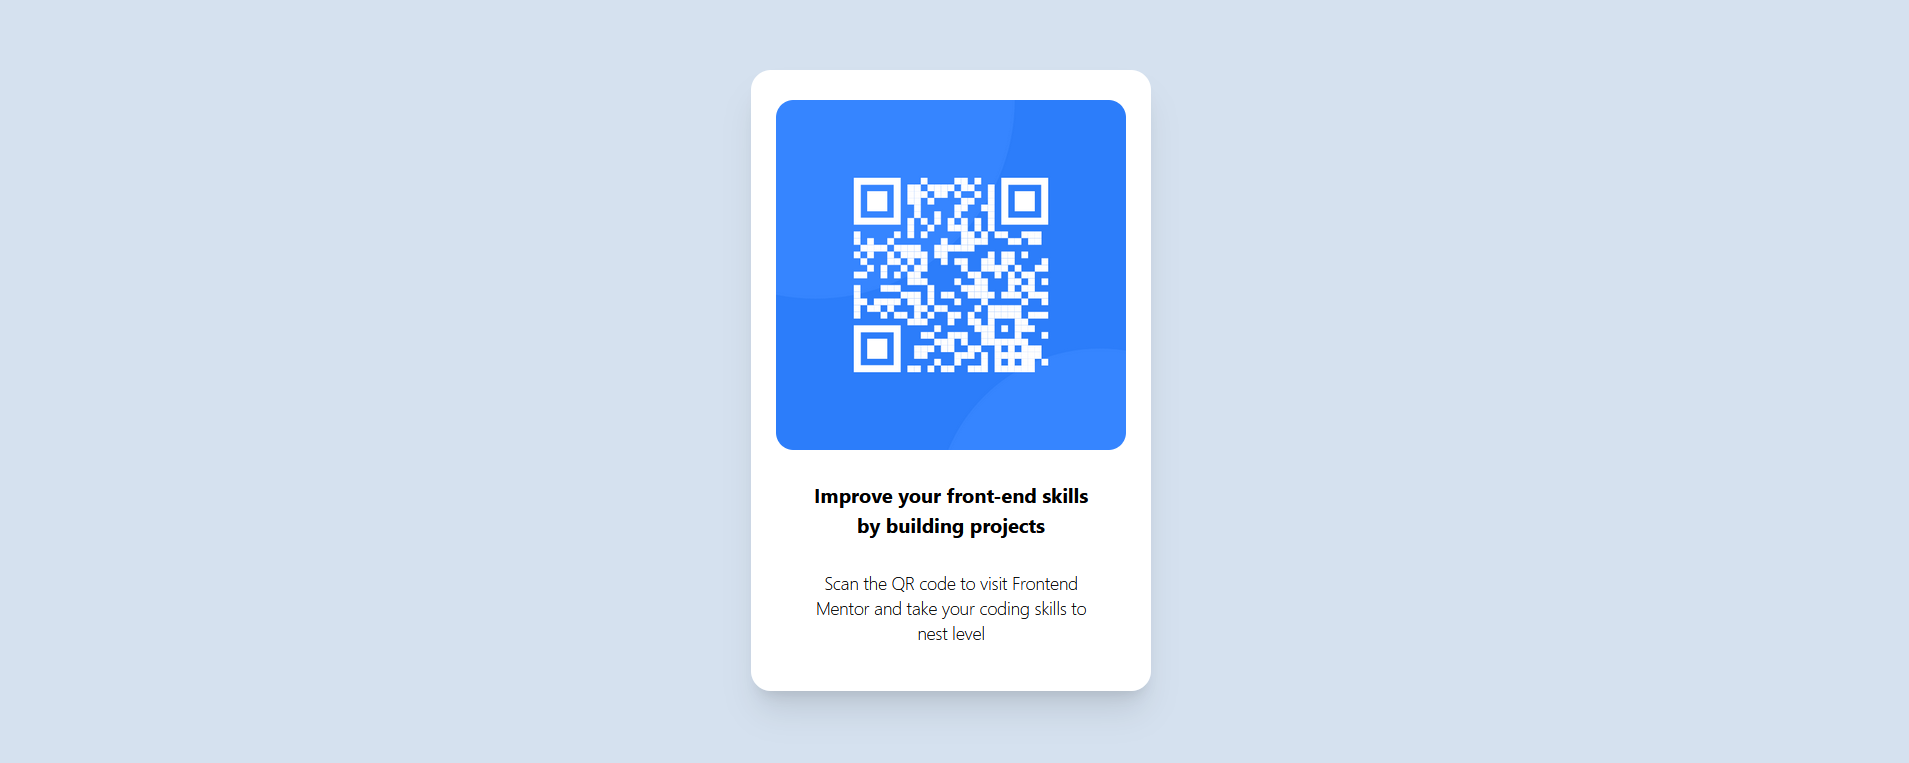 Improve your front-end skills
by building projects
Scan the QR code to visit Frontend
Mentor and take your coding skills to
nest level